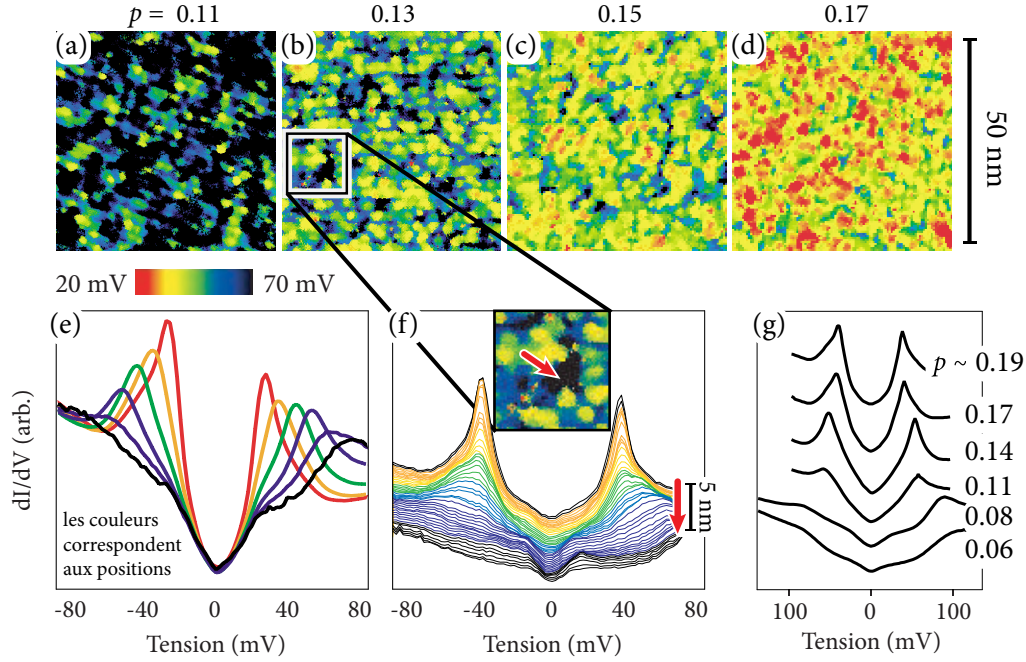 p = 0.11 0.13 0.15 0.17
(a) (b) (c) (d)
50 nm
20 mV 70 mV
(e) (f) (g)
p ~ 0.19
0.17
0.14
0.11
0.08
0.06
dI/dV (arb.)
les couleurs
correspondent
aux positions
5 nm
-80 -40 0 40 80
-80 -40 0 40 80
100 0 100
Tension (mV) Tension (mV) Tension (mV)